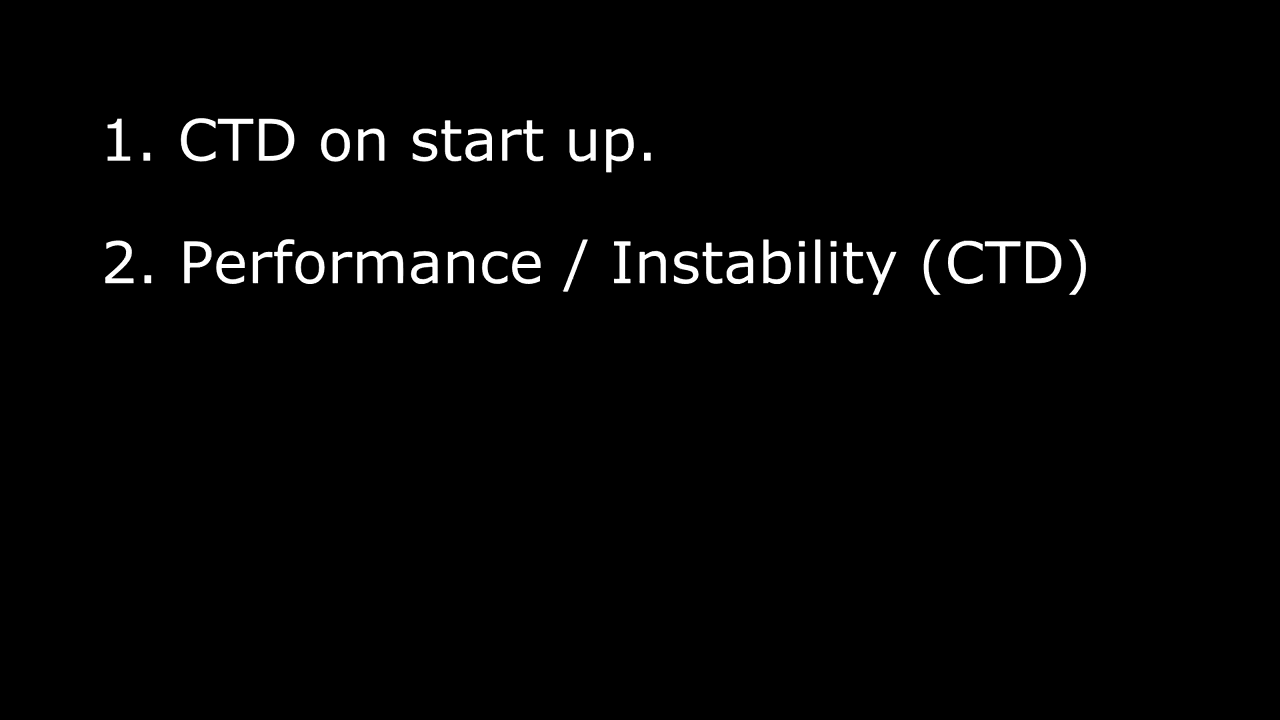 1. CTD on start up.
2. Performance / Instability (CTD)